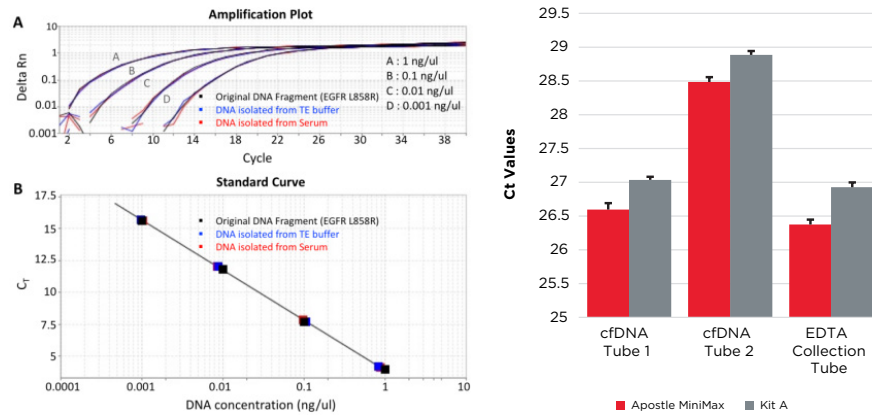 A
Amplification Plot
Delta Rn
10
1
0.1
0.01
0.001
A
B
C
D
A : 1 ng/ul
B : 0.1 ng/ul
C : 0.01 ng/ul
D : 0.001 ng/ul
Original DNA Fragment (EGFR L858R)
DNA isolated from TE buffer
DNA isolated from Serum
2 6 10 14 18 22 26 30 34 38
Cycle
B
Standard Curve
17.5
15
12.5
10
7.5
5
CT
Original DNA Fragment (EGFR L858R)
DNA isolated from TE buffer
DNA isolated from Serum
0.0001 0.001 0.01 0.1 1 10
DNA concentration (ng/ul)
Ct Values
29.5
29
28.5
28
27.5
27
26.5
26
25.5
25
cfDNA
Tube 1
cfDNA
Tube 2
EDTA
Collection
Tube
Apostle MiniMax Kit A